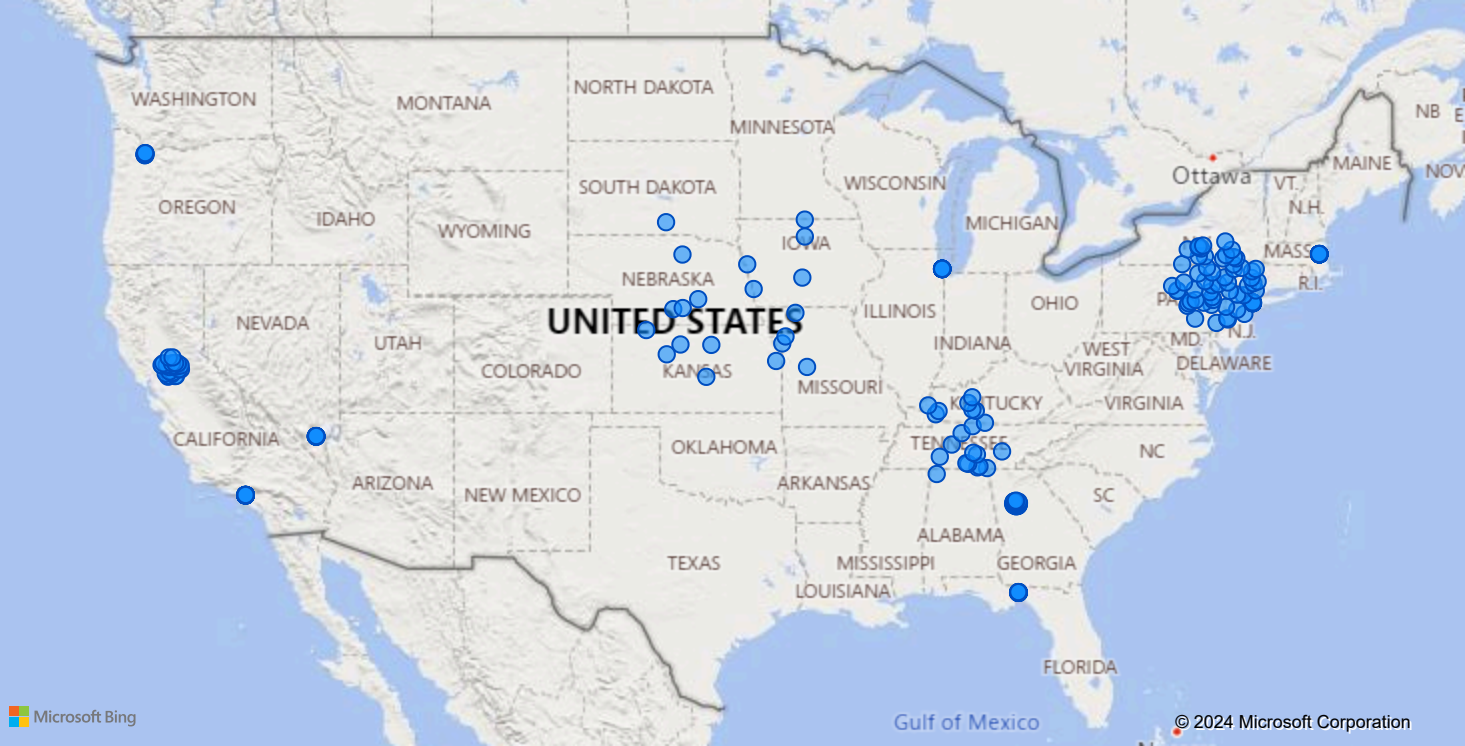 WASHINGTON
MONTANA
NORTH DAKOTA
MINNESOTA
NB
Ottawa
MAINE
VT.
NOV
OREGON
IDAHO
SOUTH DAKOTA
WISCONSIN
N.H.
WYOMING
MICHIGAN
IOWA
MASS
NEBRASKA
R.I.
UNITED STATES
ILLINOIS
OHIO
PA
NEVADA
UTAH
INDIANA
MD.
N.J.
COLORADO
KANSAS
MISSOURI
WEST
VIRGINIA
DELAWARE
KENTUCKY
VIRGINIA
CALIFORNIA
OKLAHOMA
TENNESSEE
NC
ARIZONA
NEW MEXICO
ARKANSAS
SC
ALABAMA
TEXAS
MISSISSIPPI
GEORGIA
LOUISIANA
FLORIDA
Microsoft Bing
Gulf of Mexico
© 2024 Microsoft Corporation